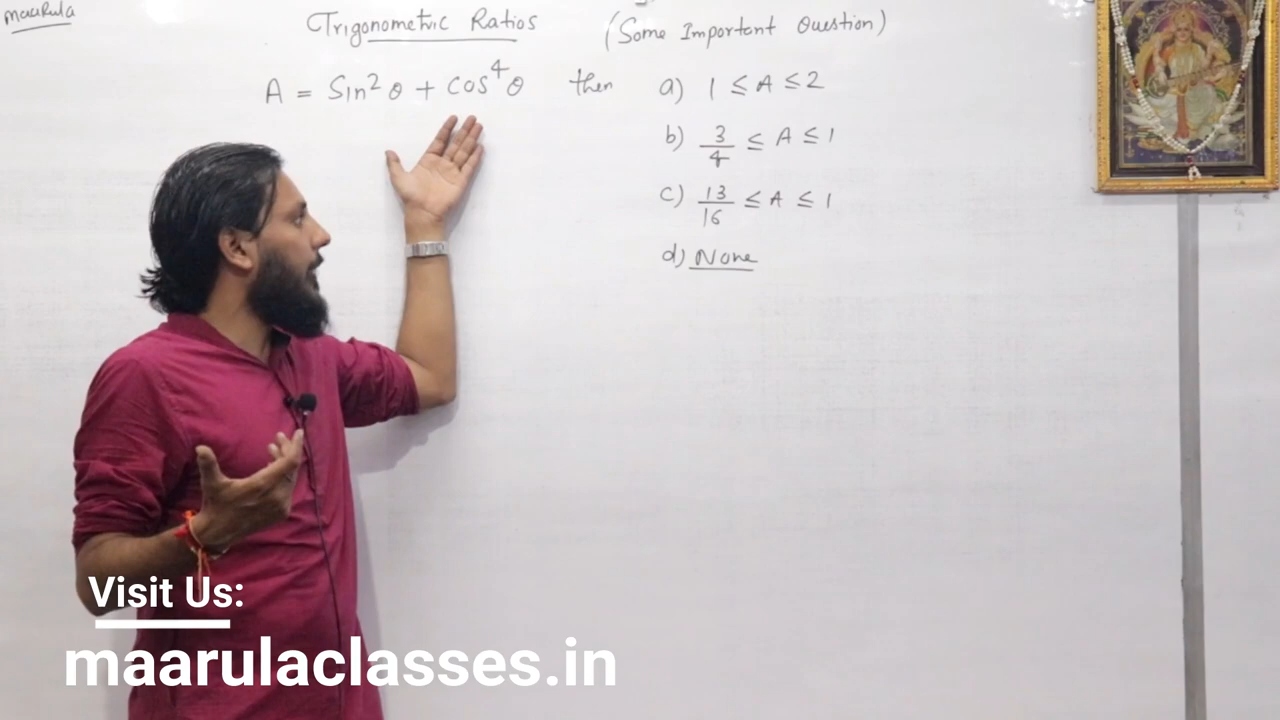 maarula
Trigonometric Ratios (Some Important Question)
A = Sin²θ + cos⁴θ then a) 1 ≤ A ≤ 2
b) 3/4 ≤ A ≤ 1
c) 13/16 ≤ A ≤ 1
d) None
Visit Us:
maarulaclasses.in